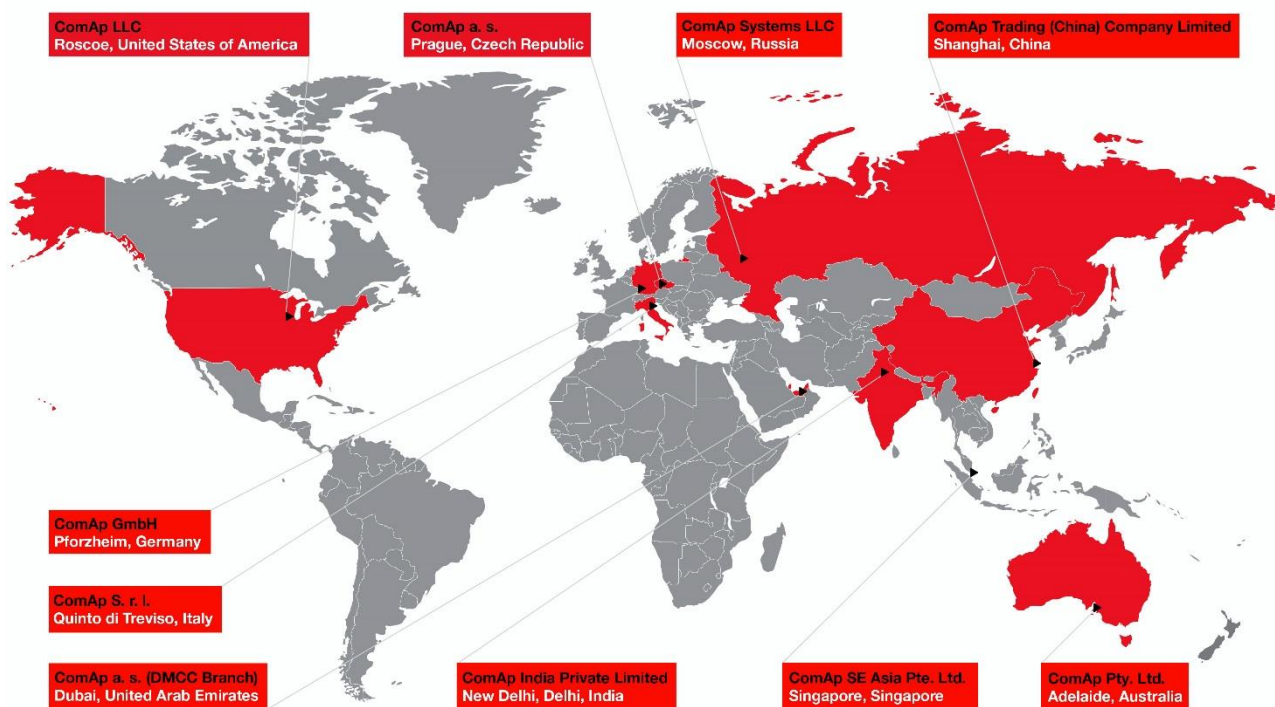 ComAp LLC
Roscoe, United States of America
ComAp a. s.
Prague, Czech Republic
ComAp Systems LLC
Moscow, Russia
ComAp Trading (China) Company Limited
Shanghai, China
ComAp GmbH
Pforzheim, Germany
ComAp S. r. l.
Quinto di Treviso, Italy
ComAp a. s. (DMCC Branch)
Dubai, United Arab Emirates
ComAp India Private Limited
New Delhi, Delhi, India
ComAp SE Asia Pte. Ltd.
Singapore, Singapore
ComAp Pty. Ltd.
Adelaide, Australia